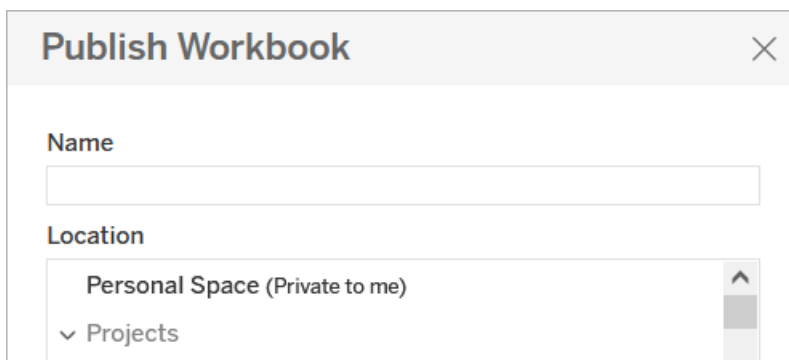 Publish Workbook
Name
Location
Personal Space (Private to me)
Projects